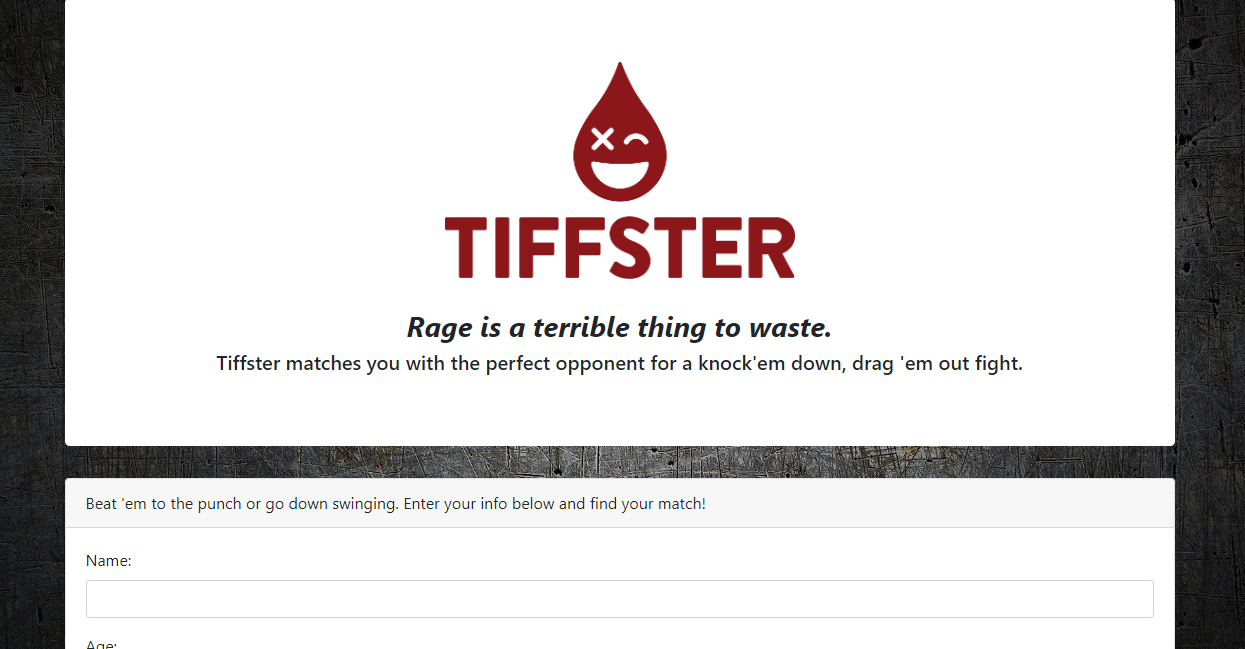 TIFFSTER
Rage is a terrible thing to waste.
Tiffster matches you with the perfect opponent for a knock'em down, drag 'em out fight.
Beat 'em to the punch or go down swinging. Enter your info below and find your match!
Name:
Age: